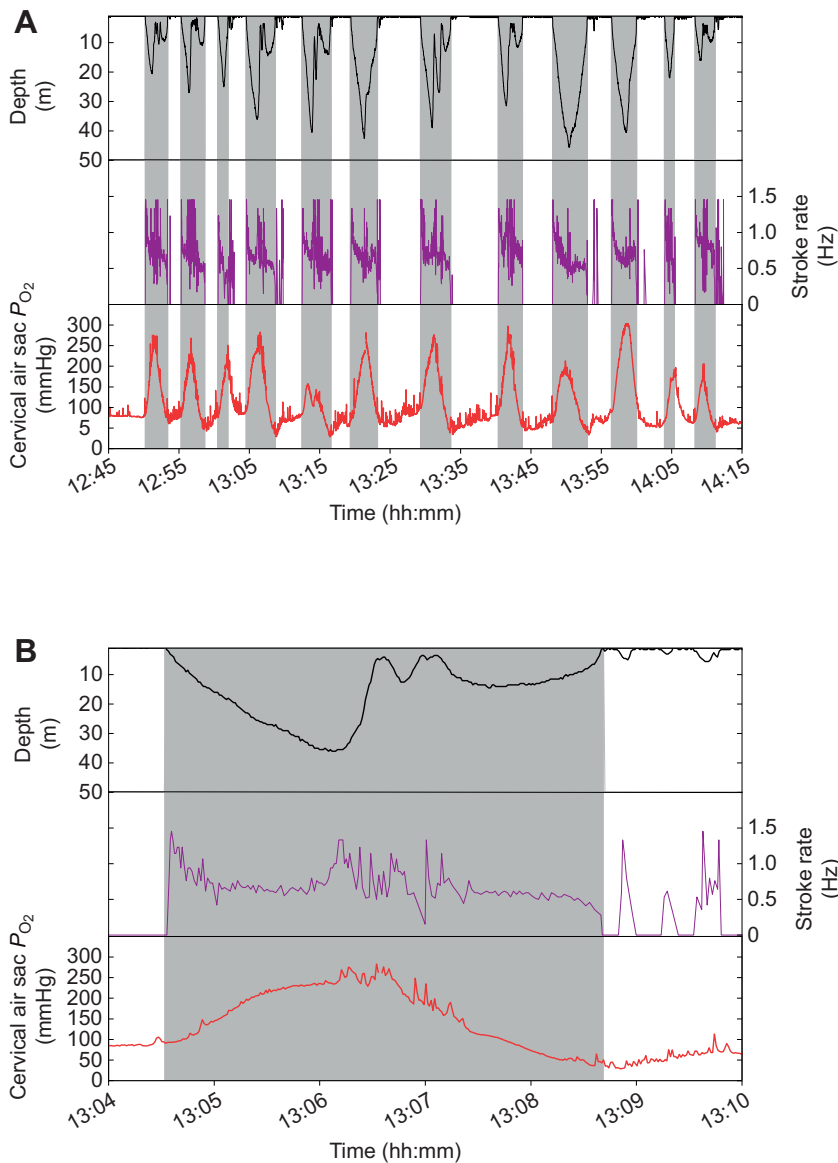 A
10
20
30
40
50
Depth
(m)
1.5
1.0
0.5
0
Stroke rate
(Hz)
300
250
200
150
100
50
0
Cervical air sac PO2
(mmHg)
12:45 12:55 13:05 13:15 13:25 13:35 13:45 13:55 14:05 14:15
Time (hh:mm)
B
10
20
30
40
50
Depth
(m)
1.5
1.0
0.5
0
Stroke rate
(Hz)
300
250
200
150
100
50
0
Cervical air sac PO2
(mmHg)
13:04 13:05 13:06 13:07 13:08 13:09 13:10
Time (hh:mm)